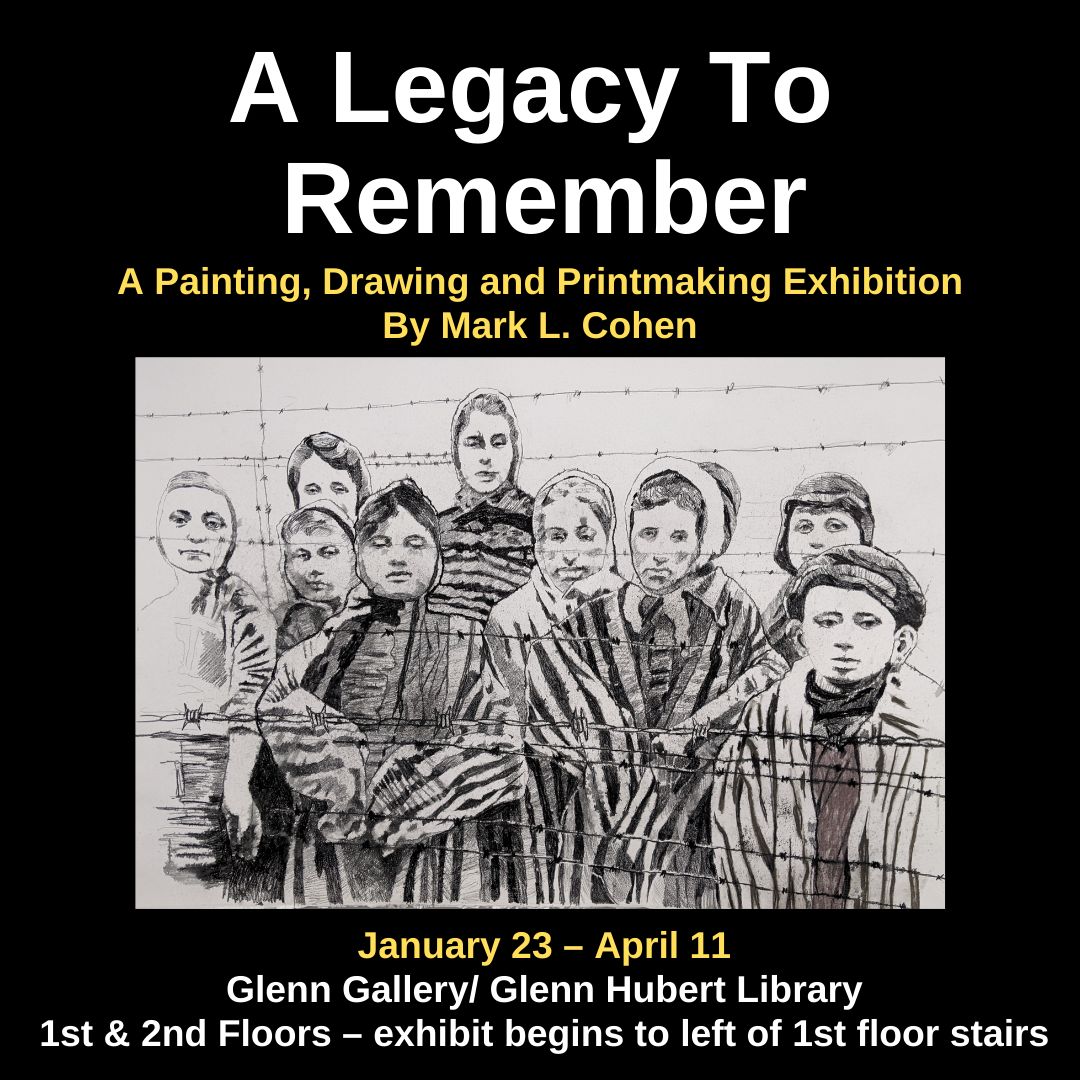 A Legacy To
Remember
A Painting, Drawing and Printmaking Exhibition
By Mark L. Cohen
January 23 – April 11
Glenn Gallery/ Glenn Hubert Library
1st & 2nd Floors – exhibit begins to left of 1st floor stairs